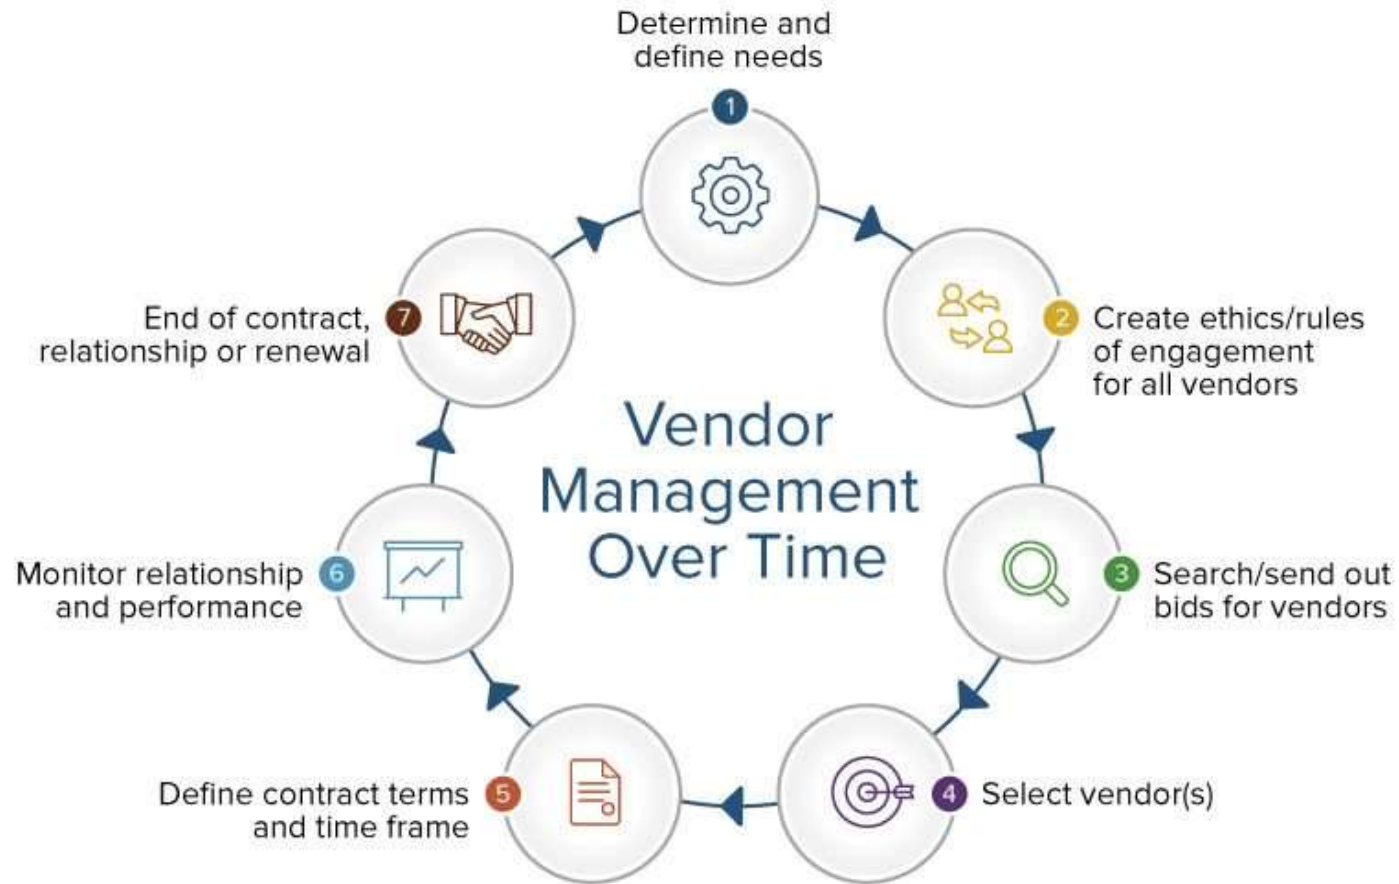 Determine and
define needs
1
2
Create ethics/rules
of engagement
for all vendors
3
Search/send out
bids for vendors
4
Select vendor(s)
5
Define contract terms
and time frame
6
Monitor relationship
and performance
7
End of contract,
relationship or renewal
Vendor
Management
Over Time